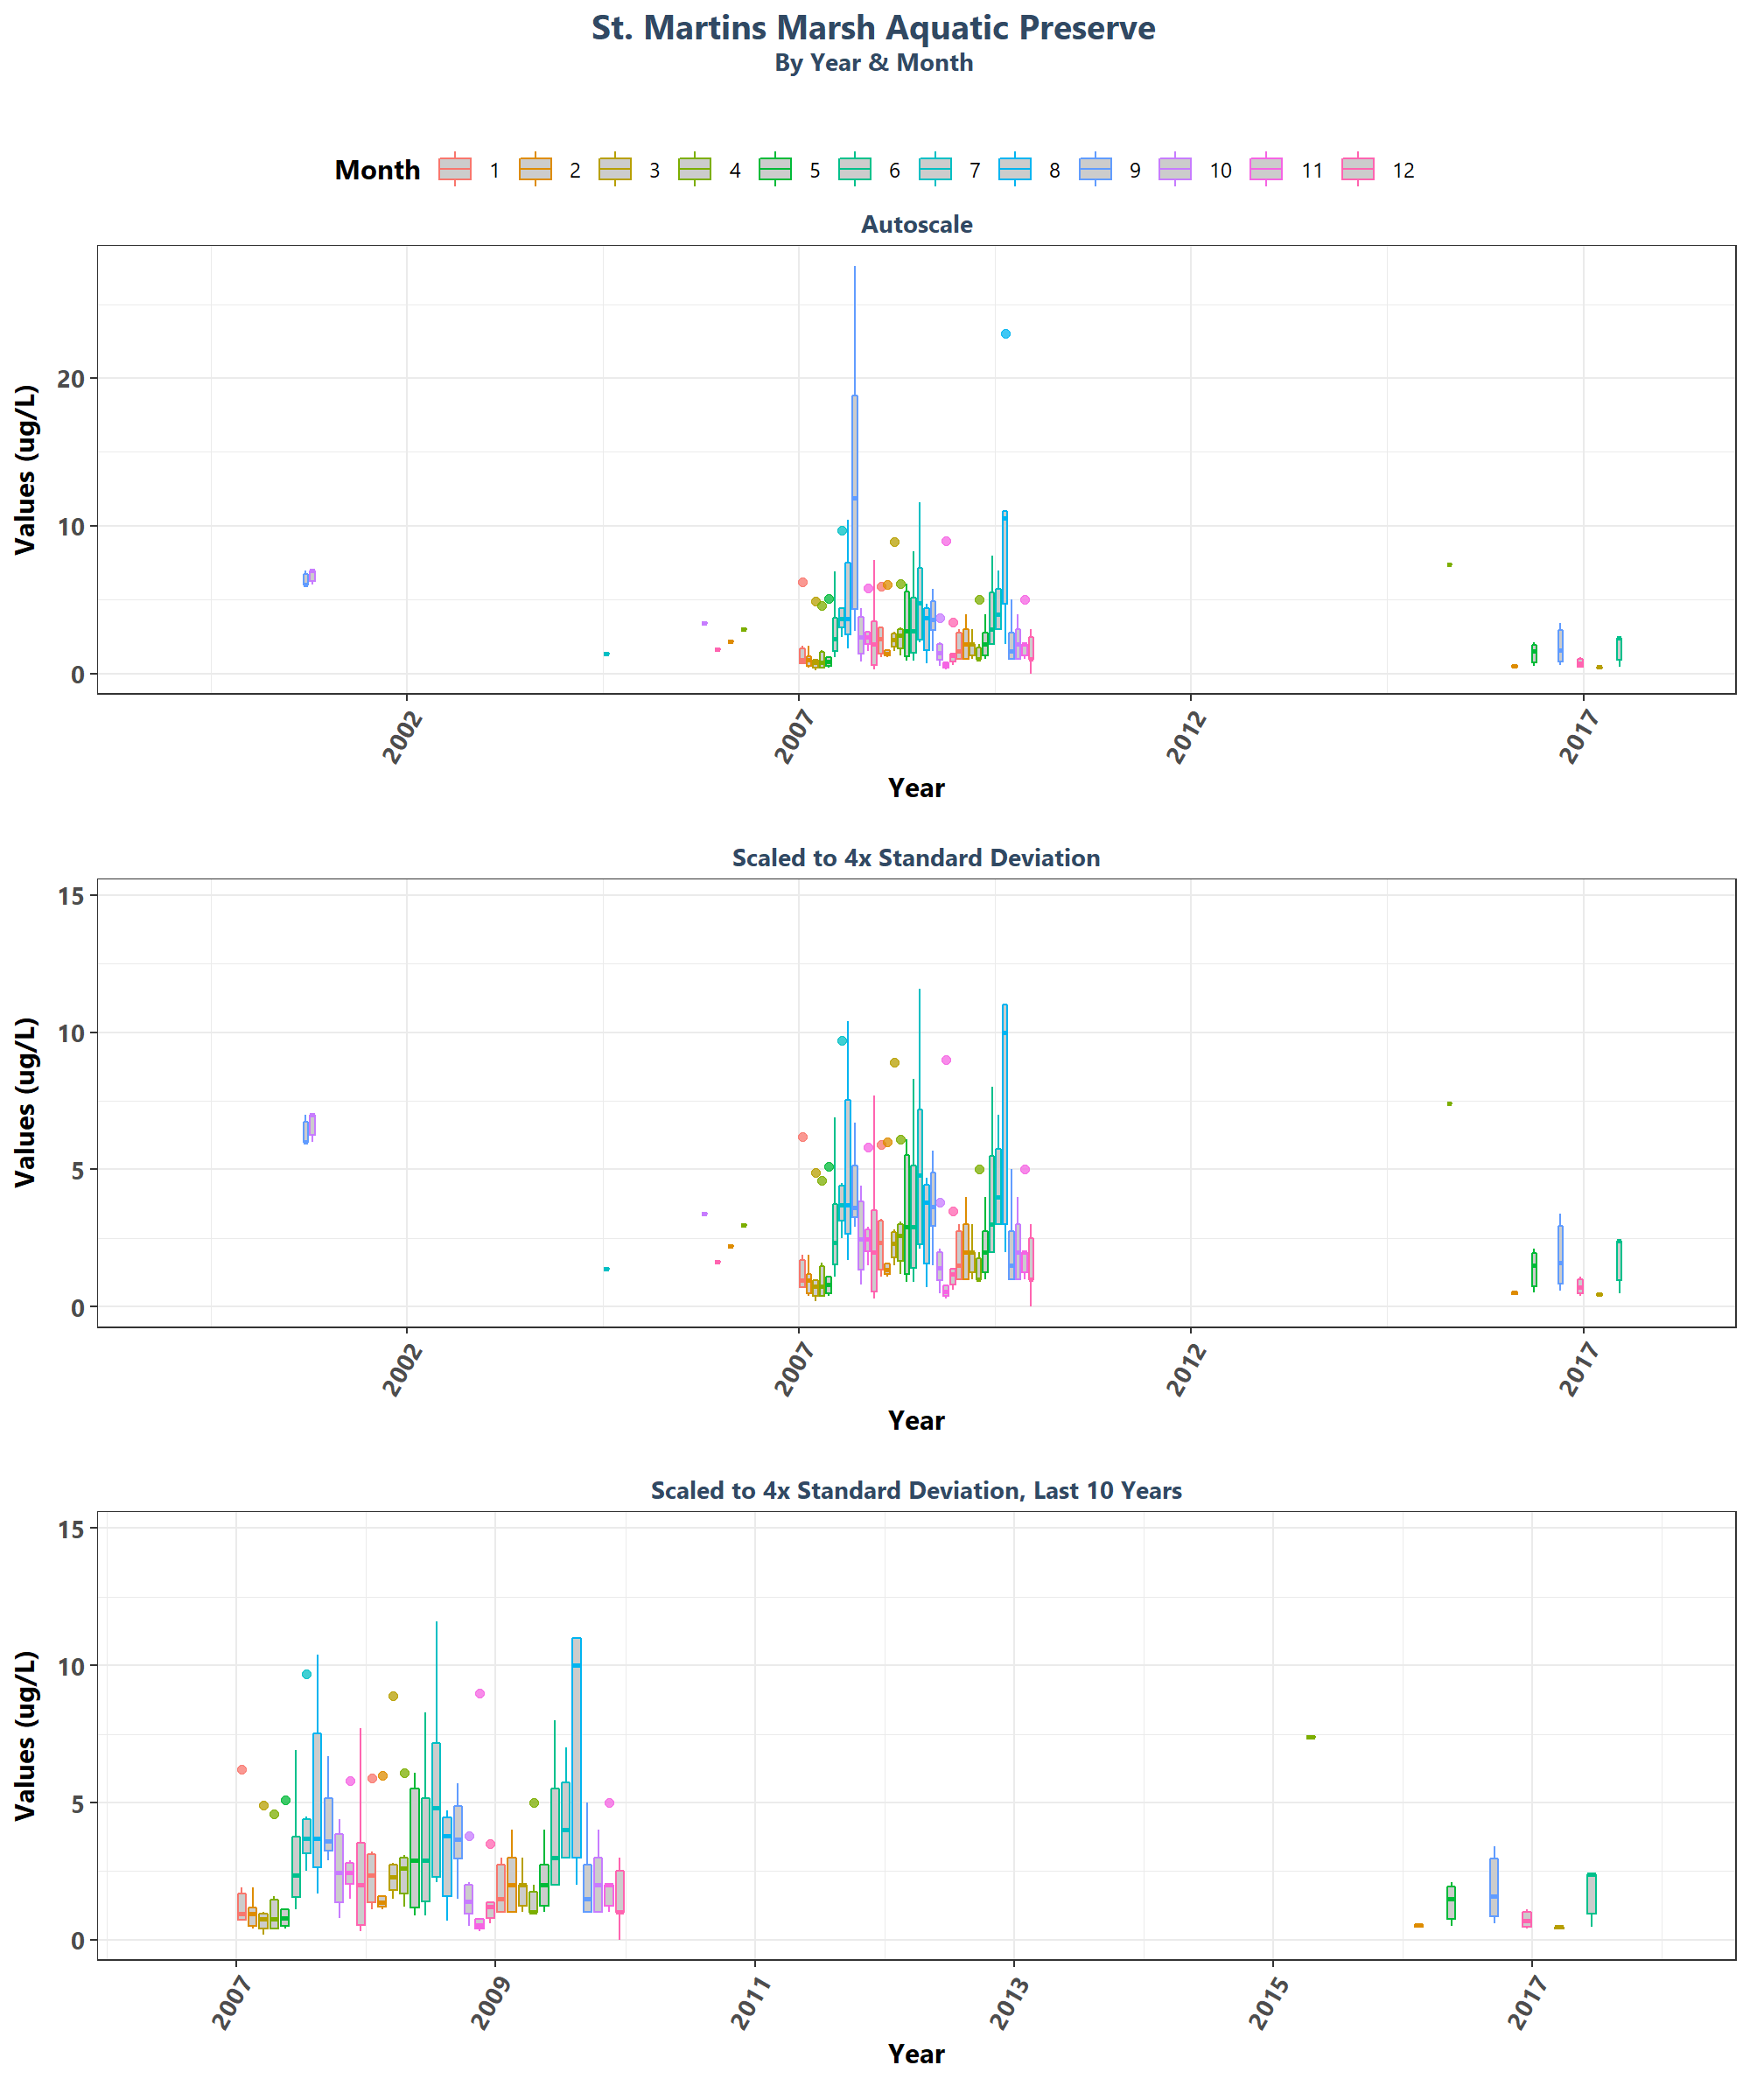 St. Martins Marsh Aquatic Preserve
By Year & Month
Month 1 2 3 4 5 6 7 8 9 10 11 12
Autoscale
Values (ug/L)
20
10
0
2002 2007 2012 2017
Year
Scaled to 4x Standard Deviation
Values (ug/L)
15
10
5
0
2002 2007 2012 2017
Year
Scaled to 4x Standard Deviation, Last 10 Years
Values (ug/L)
15
10
5
0
2007 2009 2011 2013 2015 2017
Year